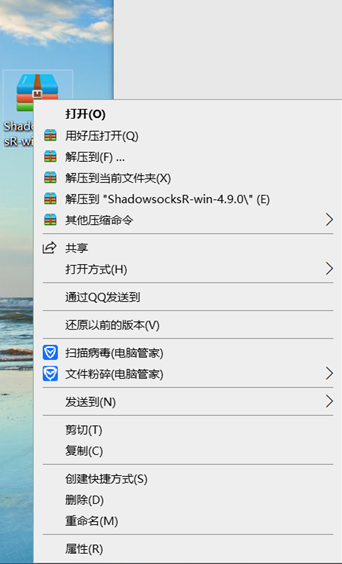 Shad
sR-wi
打开(O)
用好压打开(Q)
解压到(F) ...
解压到当前文件夹(X)
解压到 "ShadowsocksR-win-4.9.0\" (E)
其他压缩命令
共享
打开方式(H)
通过QQ发送到
还原以前的版本(V)
扫描病毒(电脑管家)
文件粉碎(电脑管家)
发送到(N)
剪切(T)
复制(C)
创建快捷方式(S)
删除(D)
重命名(M)
属性(R)